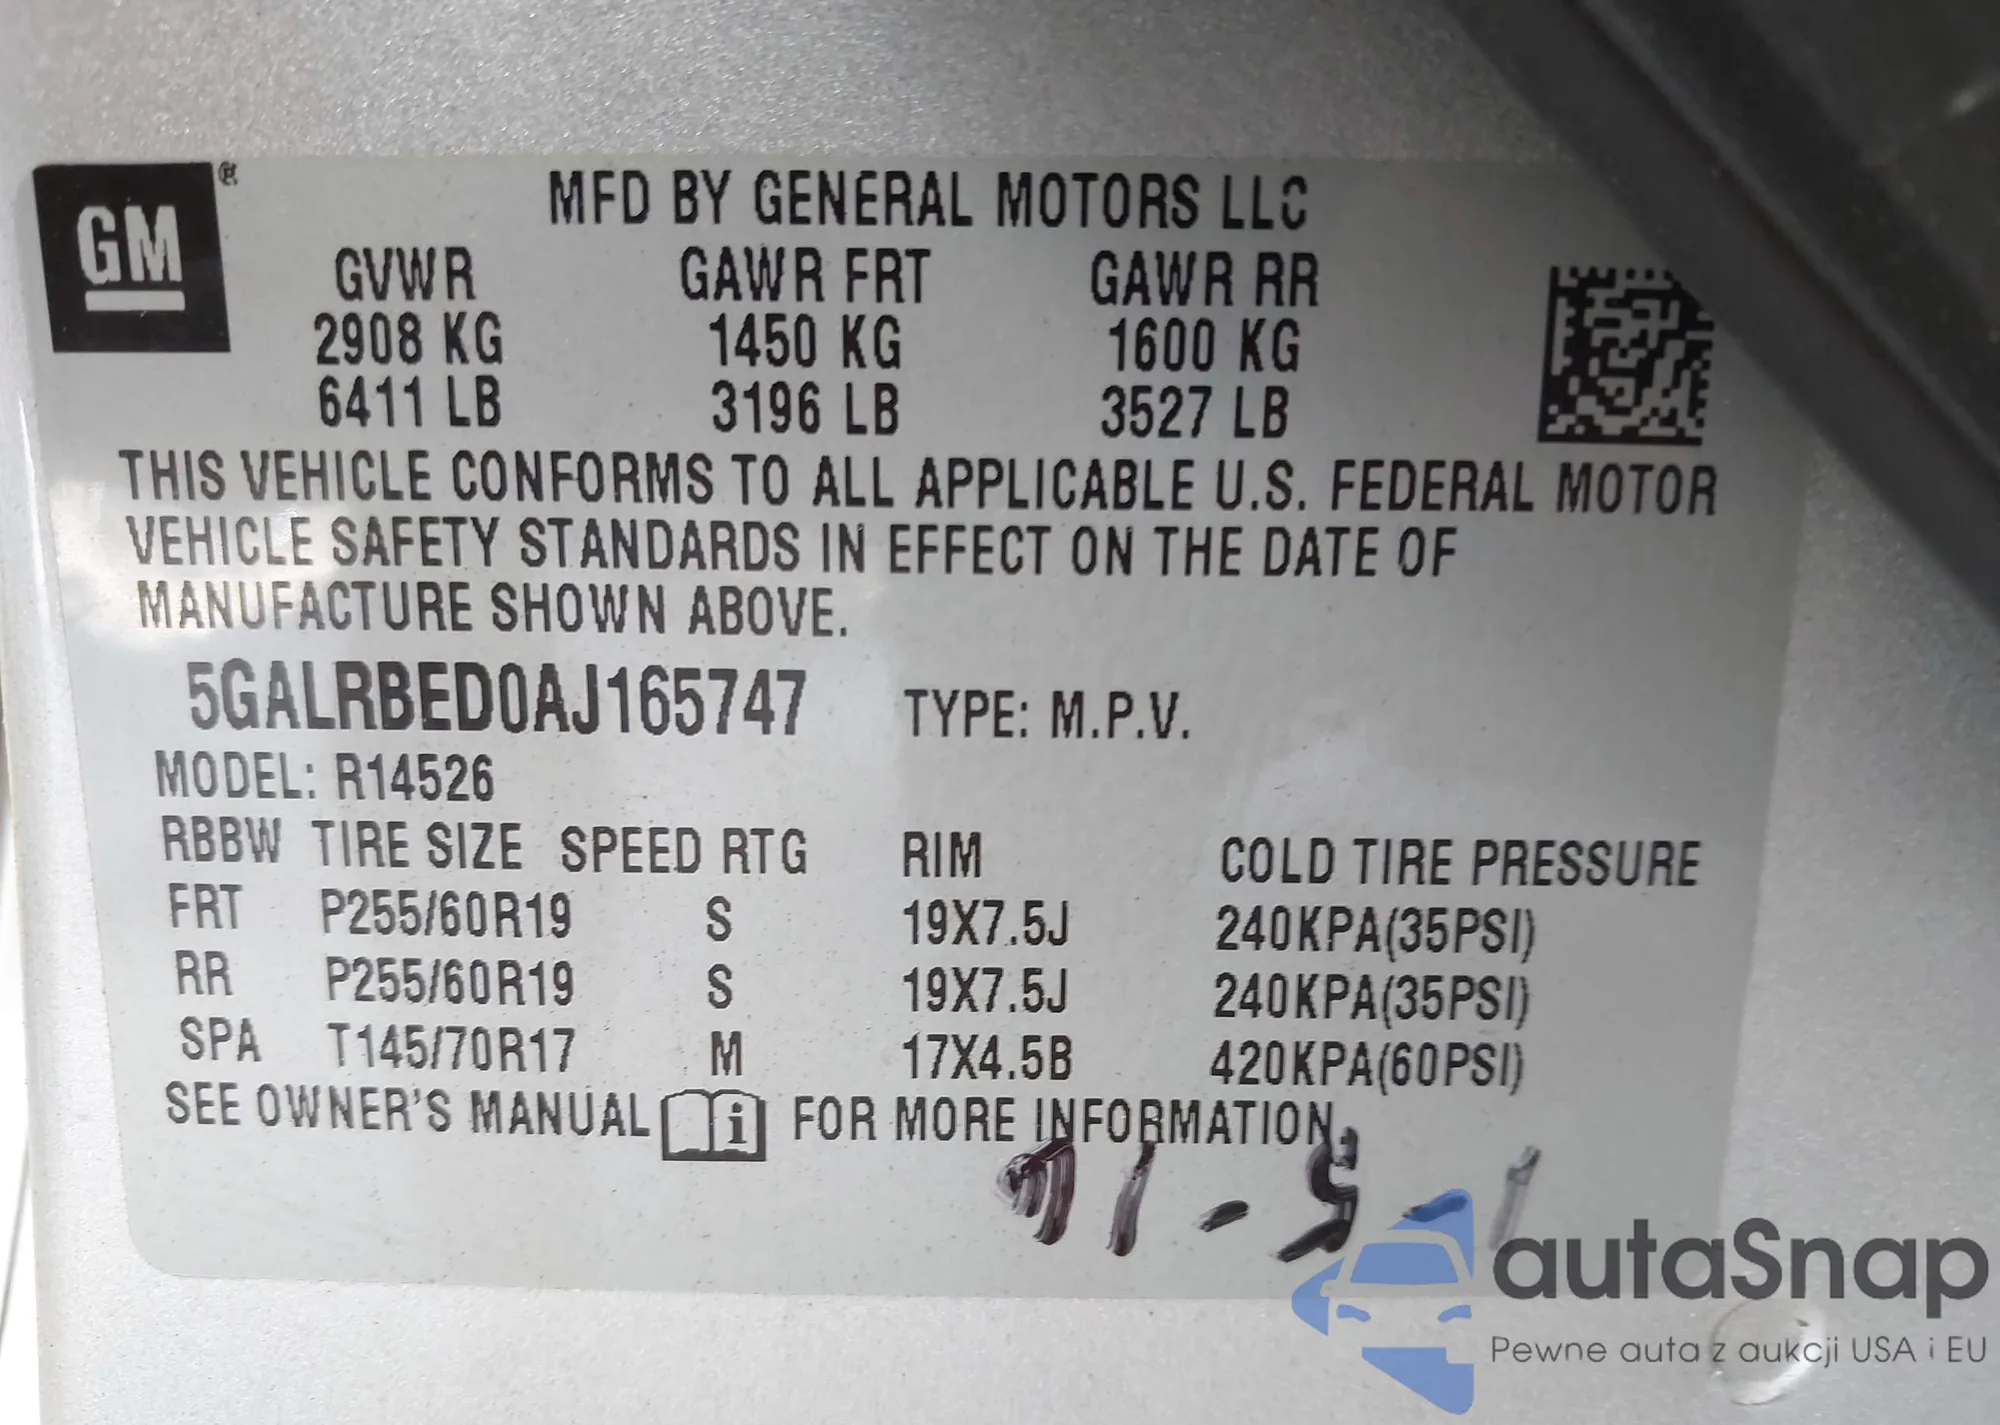 GM ®
MFD BY GENERAL MOTORS LLC
GVWR GAWR FRT GAWR RR
2908 KG 1450 KG 1600 KG
6411 LB 3196 LB 3527 LB
THIS VEHICLE CONFORMS TO ALL APPLICABLE U.S. FEDERAL MOTOR
VEHICLE SAFETY STANDARDS IN EFFECT ON THE DATE OF
MANUFACTURE SHOWN ABOVE.
5GALRBED0AJ165747 TYPE: M.P.V.
MODEL: R14526
RBBW TIRE SIZE SPEED RTG RIM COLD TIRE PRESSURE
FRT P255/60R19 S 19X7.5J 240KPA(35PSI)
RR P255/60R19 S 19X7.5J 240KPA(35PSI)
SPA T145/70R17 M 17X4.5B 420KPA(60PSI)
SEE OWNER'S MANUAL i FOR MORE INFORMATION.
autaSnap
Pewne auta z aukcji USA i EU